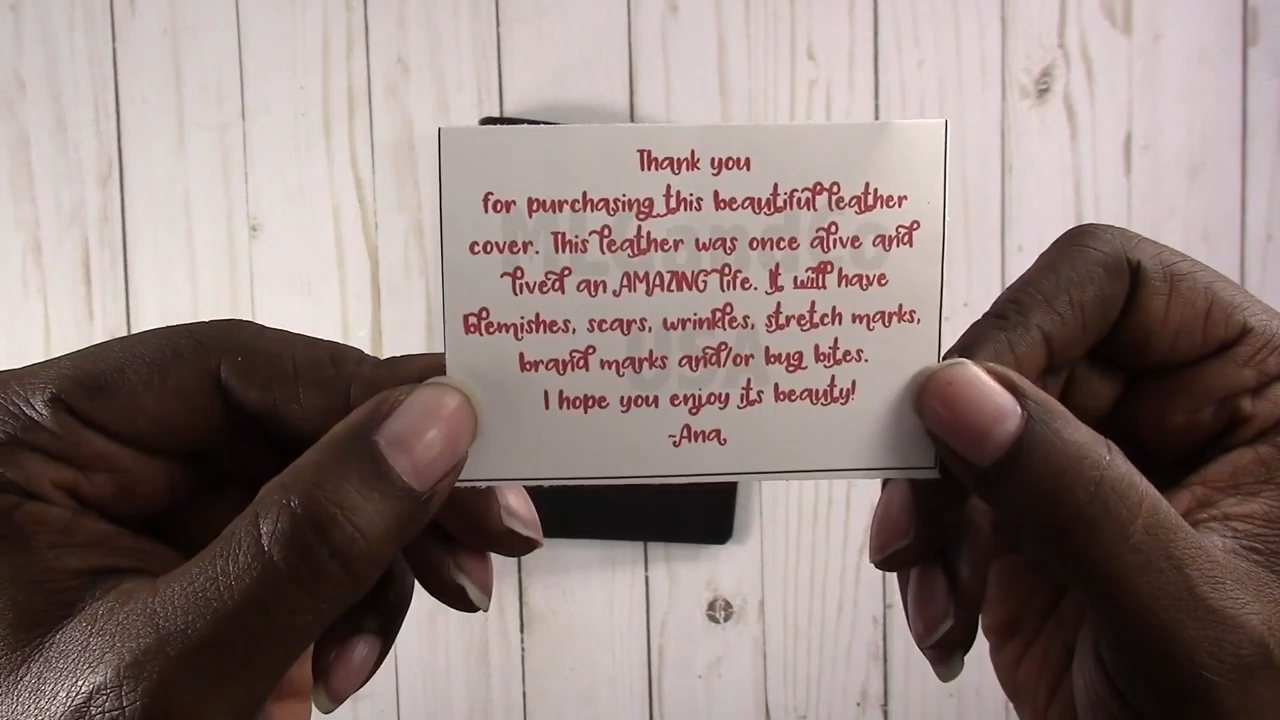 Thank you
for purchasing this beautiful leather
cover. This leather was once alive and
lived an AMAZING life. It will have
blemishes, scars, wrinkles, stretch marks,
brand marks and/or bug bites.
I hope you enjoy its beauty!
-Ana